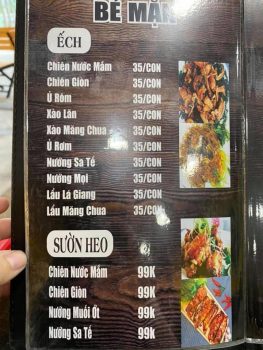 BÉ MẶN
ẾCH
Chiên Nước Mắm 35/CON
Chiên Giòn 35/CON
Ủ Rôm 35/CON
Xào Lăn 35/CON
Xào Măng Chua 35/CON
Ủ Rơm 35/CON
Nướng Sa Tế 35/CON
Nướng Mọi 35/CON
Lẩu Lá Giang 35/CON
Lẩu Măng Chua 35/CON
SƯỜN HEO
Chiên Nước Mắm 99K
Chiên Giòn 99K
Nướng Muối Ớt 99K
Nướng Sa Tế 99K